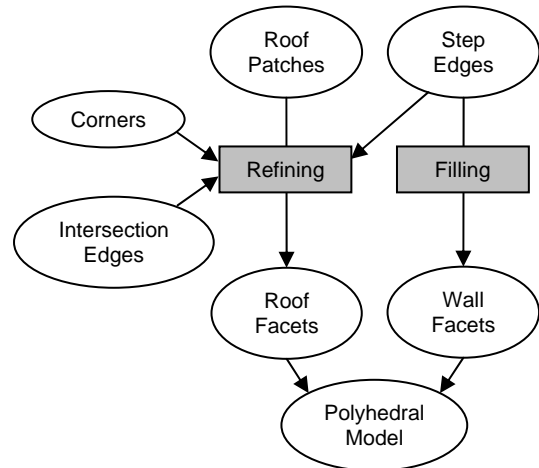 Roof
Patches
Step
Edges
Corners
Refining
Filling
Intersection
Edges
Roof
Facets
Wall
Facets
Polyhedral
Model